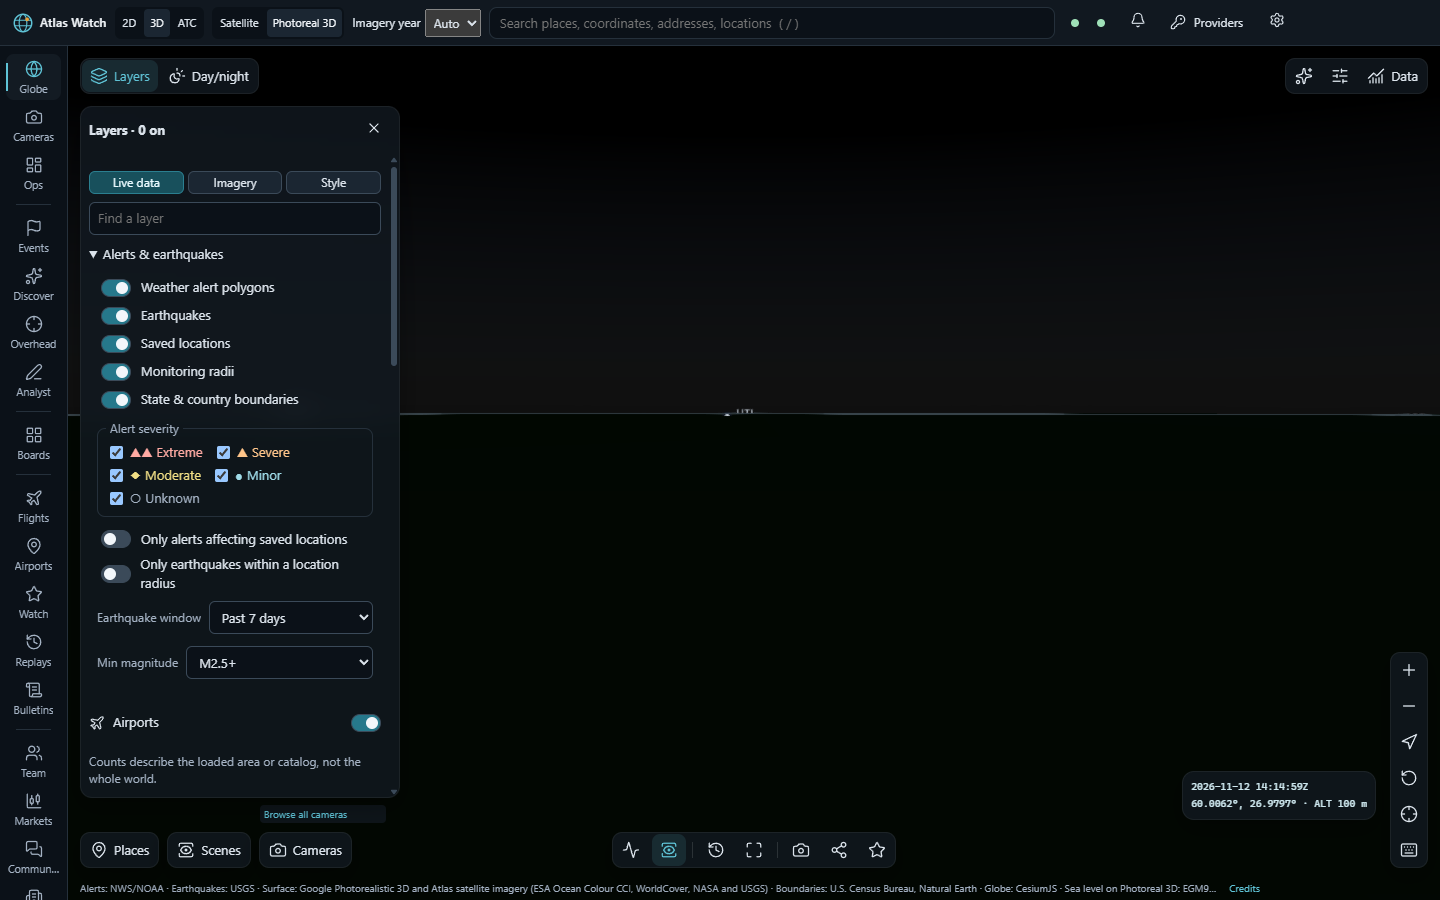 Atlas Watch
2D 3D ATC
Satellite Photoreal 3D
Imagery year Auto
Search places, coordinates, addresses, locations ( / )
Providers
Globe
Cameras
Ops
Events
Discover
Overhead
Analyst
Boards
Flights
Airports
Watch
Replays
Bulletins
Team
Markets
Commun...
Layers
Day/night
Data
Layers · 0 on
Live data Imagery Style
Find a layer
Alerts & earthquakes
Weather alert polygons
Earthquakes
Saved locations
Monitoring radii
State & country boundaries
Alert severity
Extreme Severe
Moderate Minor
Unknown
Only alerts affecting saved locations
Only earthquakes within a location
radius
Earthquake window Past 7 days
Min magnitude M2.5+
Airports
Counts describe the loaded area or catalog, not the
whole world.
Browse all cameras
Places
Scenes
Cameras
2026-11-12 14:14:59Z
60.0062°, 26.9797° · ALT 100 m
Alerts: NWS/NOAA · Earthquakes: USGS · Surface: Google Photorealistic 3D and Atlas satellite imagery (ESA Ocean Colour CCI, WorldCover, NASA and USGS) · Boundaries: U.S. Census Bureau, Natural Earth · Globe: CesiumJS · Sea level on Photoreal 3D: EGM9... Credits